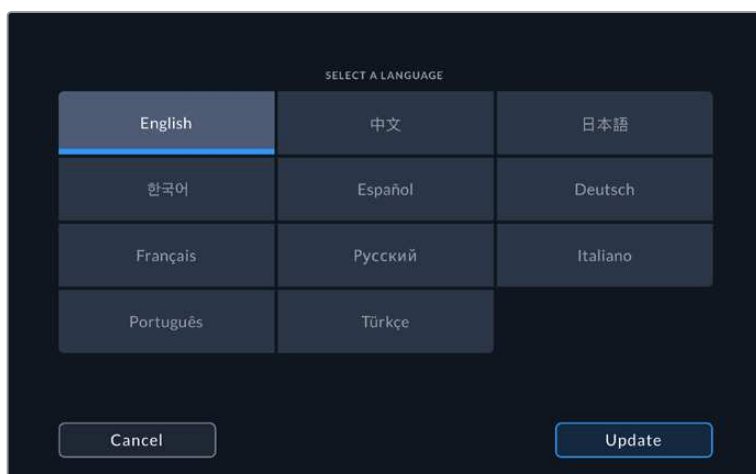 SELECT A LANGUAGE
English 中文 日本語
한국어 Español Deutsch
Français Русский Italiano
Português Türkçe
Cancel Update